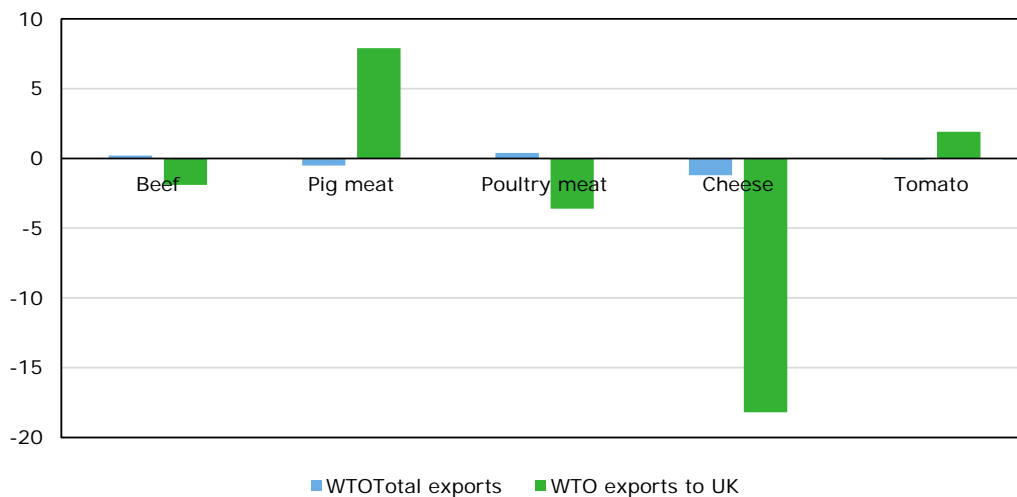 10
5
0
-5
-10
-15
-20
Beef
Pig meat
Poultry meat
Cheese
Tomato
WTOTotal exports
WTO exports to UK